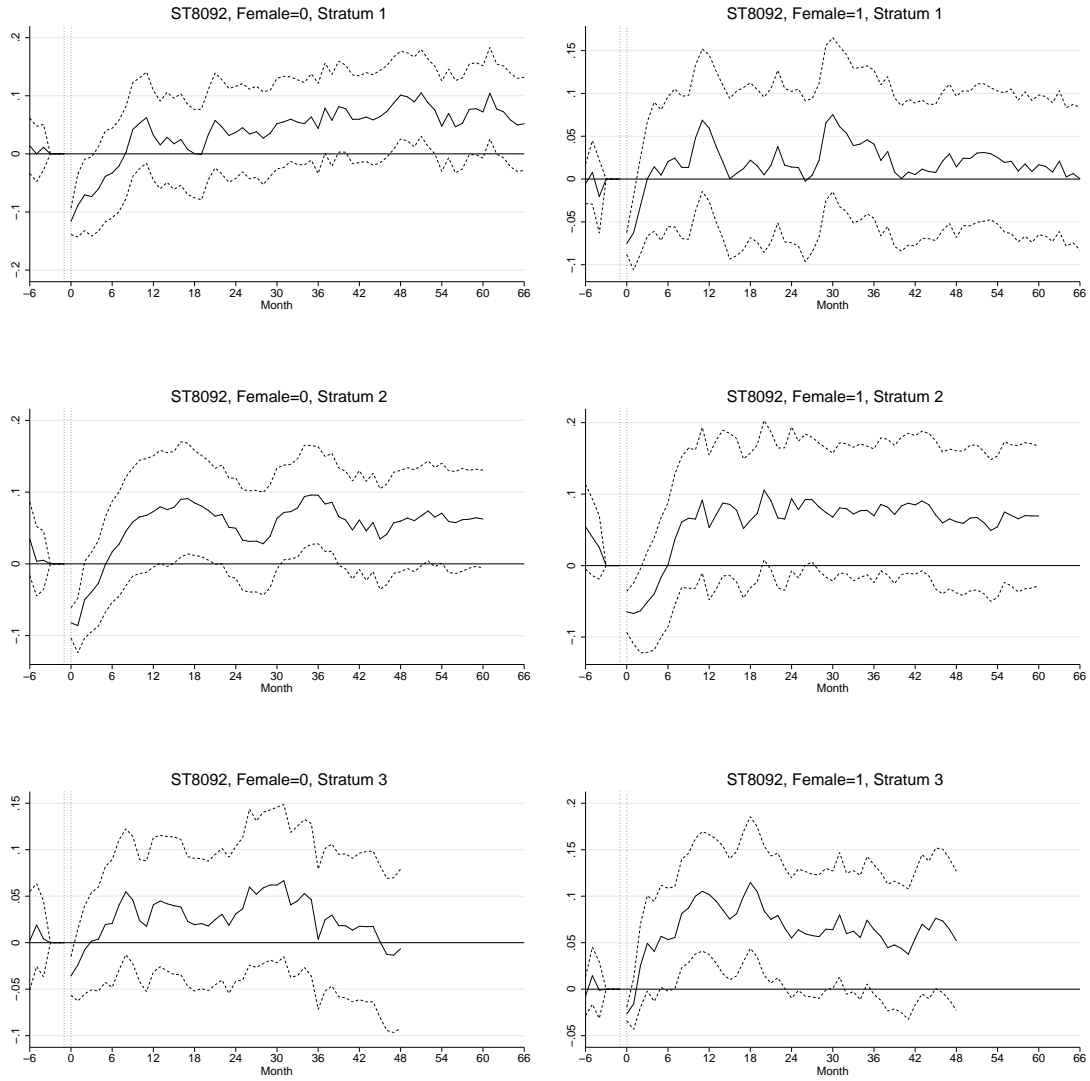 ST8092, Female=0, Stratum 1
.2
.1
0
−.1
−.2
−6 0 6 12 18 24 30 36 42 48 54 60 66
Month
ST8092, Female=1, Stratum 1
.15
.1
.05
0
−.05
−.1
−6 0 6 12 18 24 30 36 42 48 54 60 66
Month
ST8092, Female=0, Stratum 2
.2
.1
0
−.1
−6 0 6 12 18 24 30 36 42 48 54 60 66
Month
ST8092, Female=1, Stratum 2
.2
.1
0
−.1
−6 0 6 12 18 24 30 36 42 48 54 60 66
Month
ST8092, Female=0, Stratum 3
.15
.1
.05
0
−.05
−.1
−6 0 6 12 18 24 30 36 42 48 54 60 66
Month
ST8092, Female=1, Stratum 3
.2
.15
.1
.05
0
−.05
−6 0 6 12 18 24 30 36 42 48 54 60 66
Month